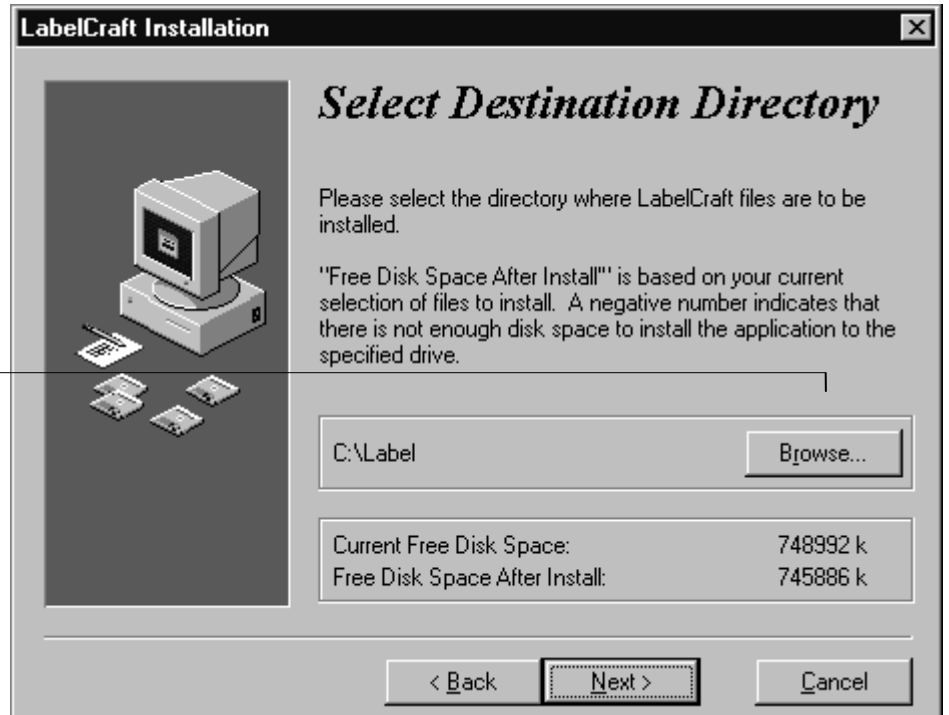 LabelCraft Installation
Select Destination Directory
Please select the directory where LabelCraft files are to be
installed.
"Free Disk Space After Install"' is based on your current
selection of files to install.  A negative number indicates that
there is not enough disk space to install the application to the
specified drive.
C:\Label
Browse...
Current Free Disk Space: 748992 k
Free Disk Space After Install: 745886 k
< Back
Next >
Cancel